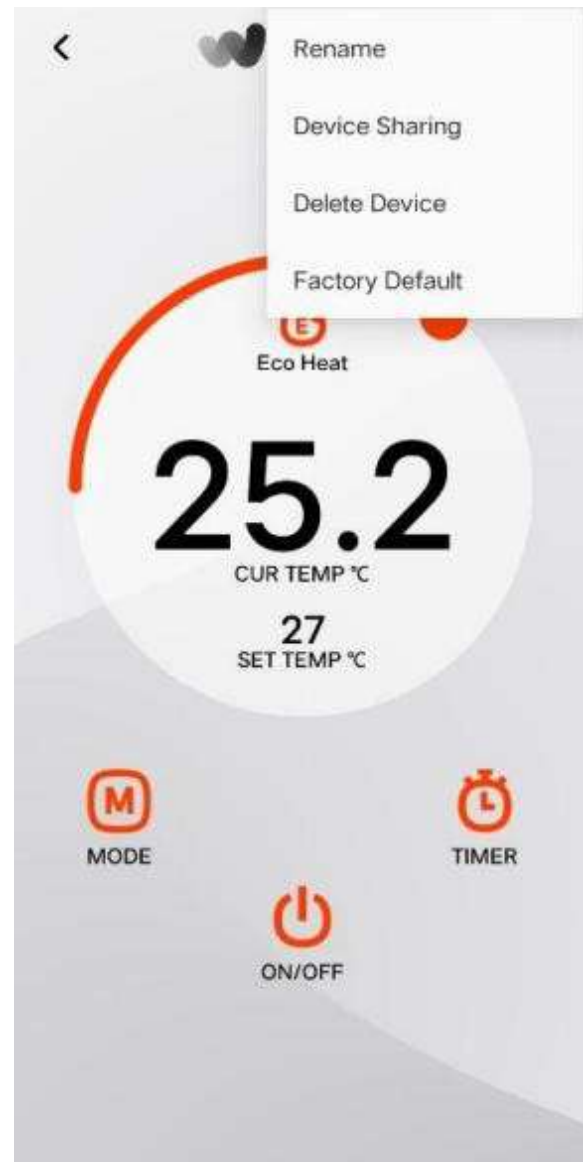 Rename
Device Sharing
Delete Device
Factory Default
E
Eco Heat
25.2
CUR TEMP ℃
27
SET TEMP ℃
M
MODE
TIMER
ON/OFF